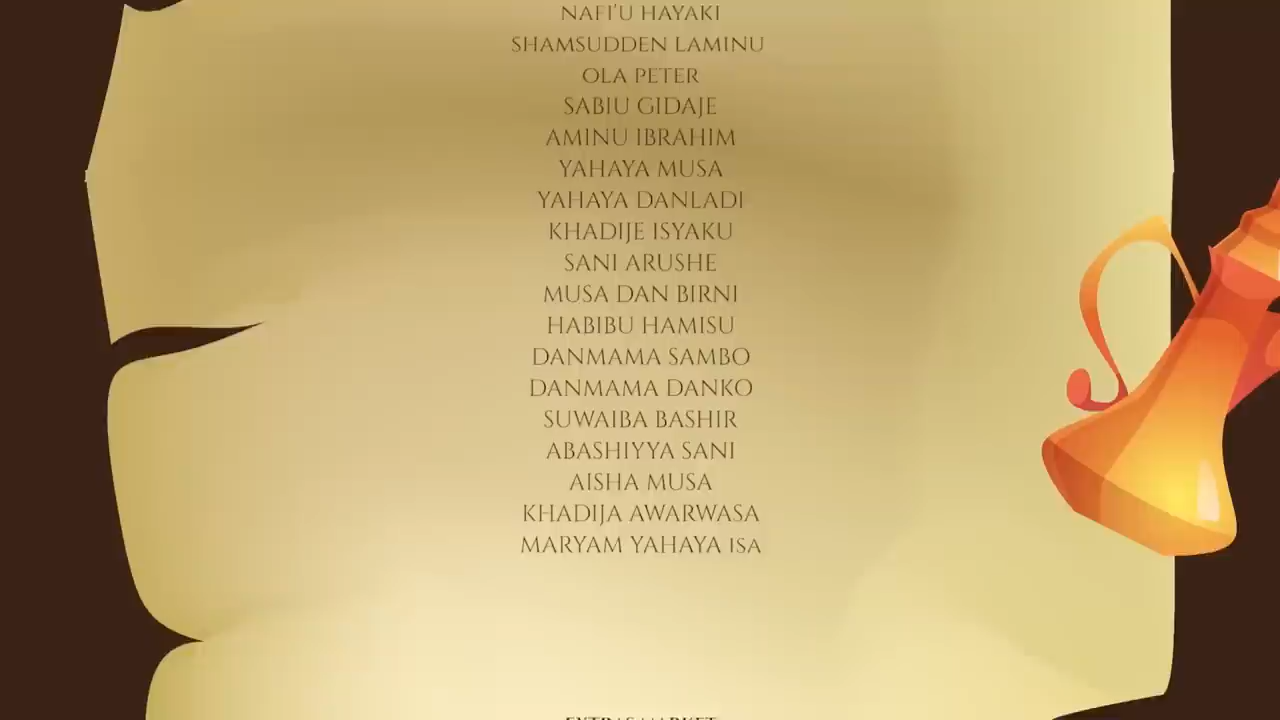 NAFI'U HAYAKI
SHAMSUDDEN LAMINU
OLA PETER
SABIU GIDAJE
AMINU IBRAHIM
YAHAYA MUSA
YAHAYA DANLADI
KHADIJE ISYAKU
SANI ARUSHE
MUSA DAN BIRNI
HABIBU HAMISU
DANMAMA SAMBO
DANMAMA DANKO
SUWAIBA BASHIR
ABASHIYYA SANI
AISHA MUSA
KHADIJA AWARWASA
MARYAM YAHAYA ISA